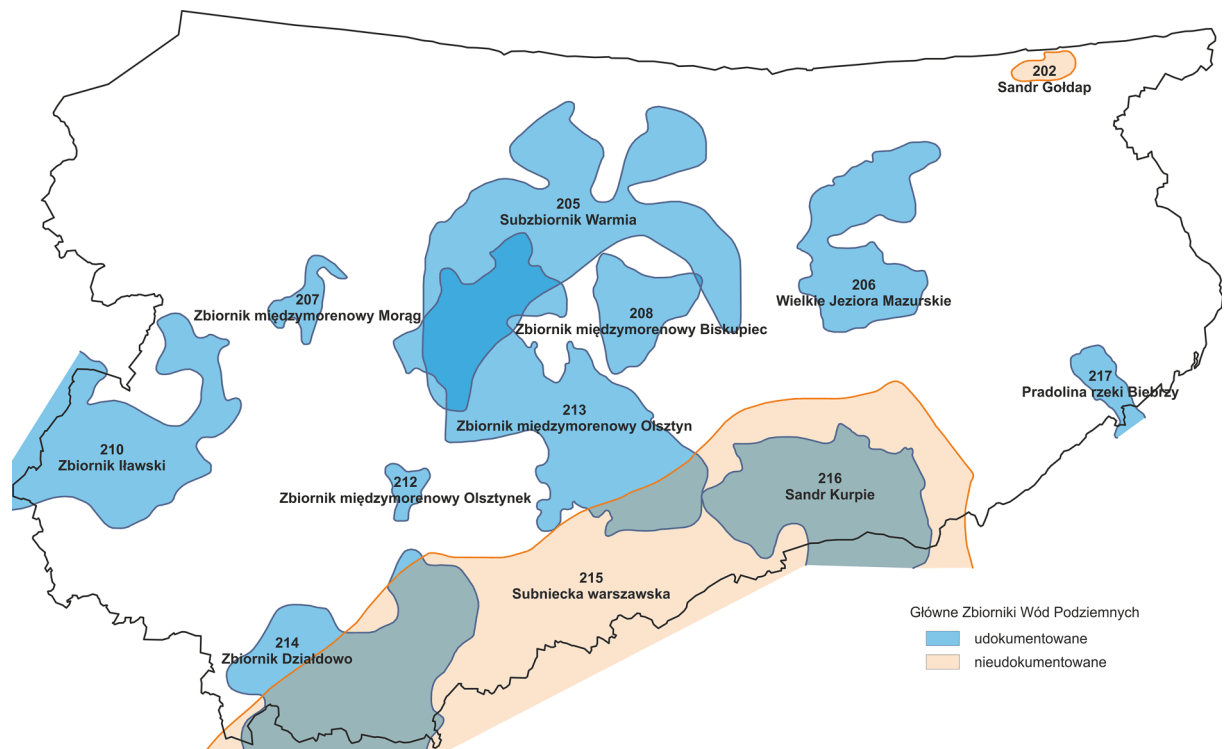 202
Sandr Gołdap
205
Subzbiornik Warmia
206
Wielkie Jeziora Mazurskie
207
Zbiornik międzymorenowy Morąg
208
Zbiornik międzymorenowy Biskupiec
217
Pradolina rzeki Biebrzy
213
Zbiornik międzymorenowy Olsztyn
210
Zbiornik Iławski
216
Sandr Kurpie
212
Zbiornik międzymorenowy Olsztynek
215
Subniecka warszawska
214
Zbiornik Działdowo
Główne Zbiorniki Wód Podziemnych
udokumentowane
nieudokumentowane